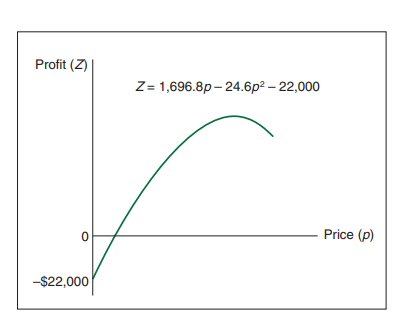 Profit (Z)
Z = 1,696.8p – 24.6p² – 22,000
0
Price (p)
–$22,000